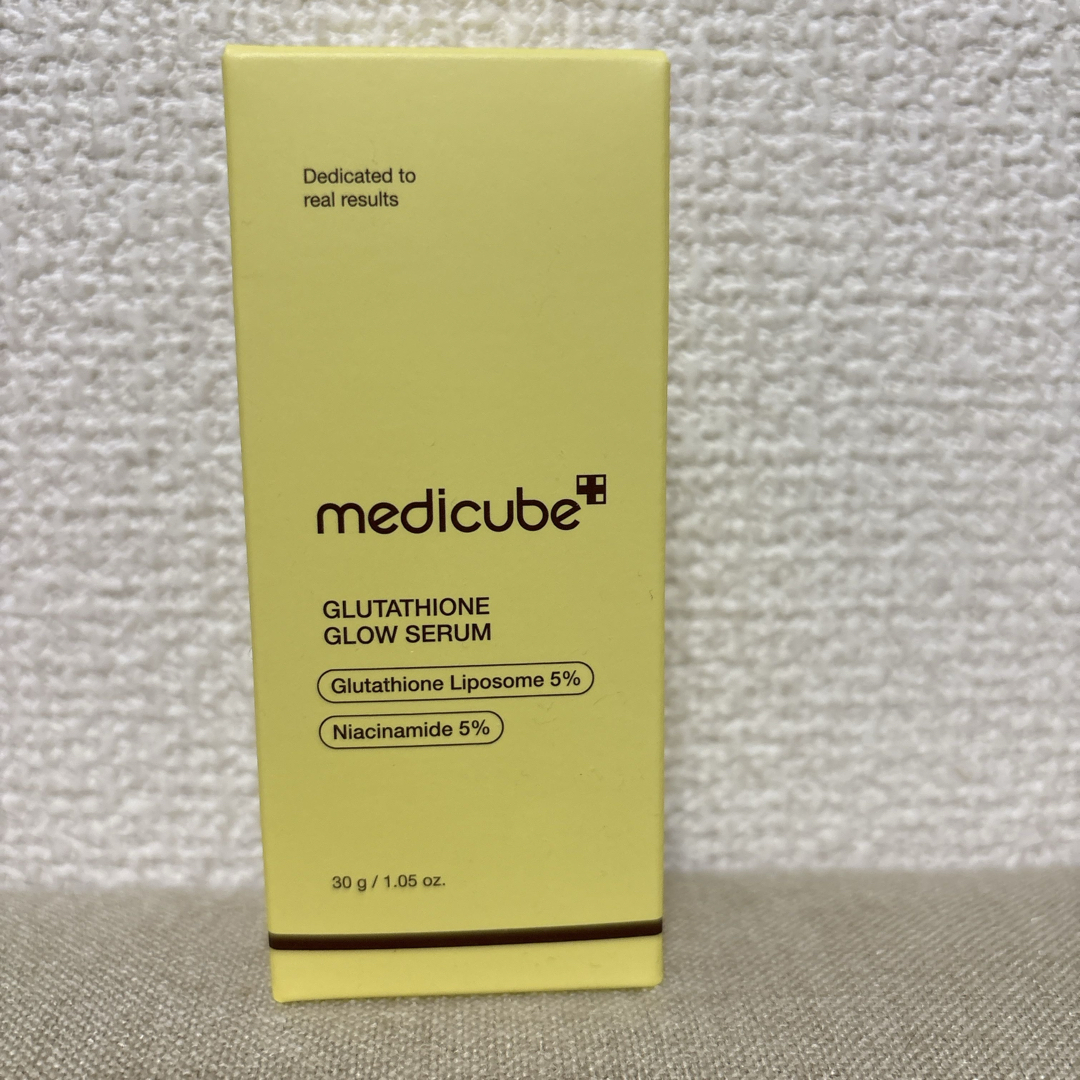 Dedicated to
real results
medicube
GLUTATHIONE
GLOW SERUM
Glutathione Liposome 5%
Niacinamide 5%
30 g / 1.05 oz.